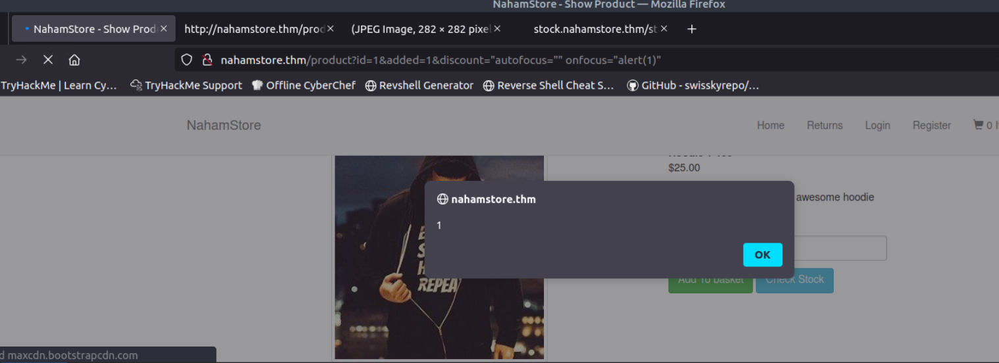 NahamStore - Show Product — Mozilla Firefox
NahamStore - Show Prod
http://nahamstore.thm/prod
(JPEG Image, 282 × 282 pixel
stock.nahamstore.thm/st
nahamstore.thm/product?id=1&added=1&discount="autofocus="" onfocus="alert(1)"
TryHackMe | Learn Cy… TryHackMe Support Offline CyberChef Revshell Generator Reverse Shell Cheat S… GitHub - swisskyrepo/…
NahamStore Home Returns Login Register 0
$25.00
nahamstore.thm
awesome hoodie
1
OK
REPEAT
Add To basket Check Stock
d maxcdn.bootstrapcdn.com